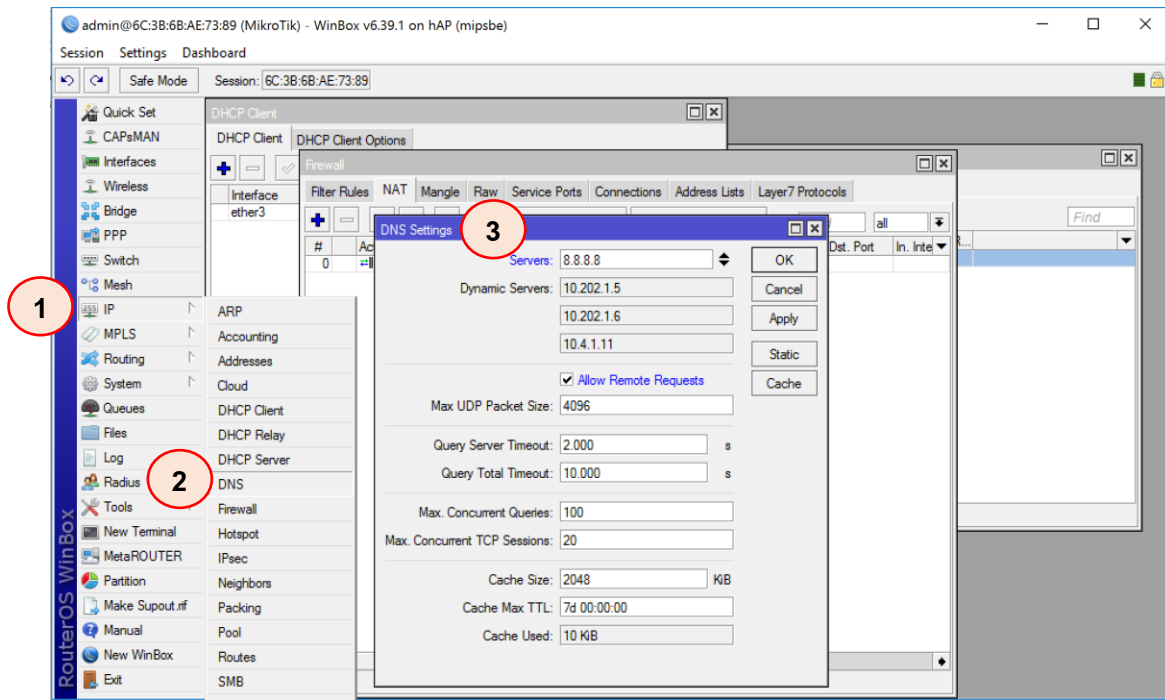 admin@6C:3B:6B:AE:73:89 (MikroTik) - WinBox v6.39.1 on hAP (mipsbe)
Session Settings Dashboard
Safe Mode Session: 6C:3B:6B:AE:73:89
RouterOS WinBox
Quick Set
CAPsMAN
Interfaces
Wireless
Bridge
PPP
Switch
Mesh
1
IP
MPLS
Routing
System
Queues
Files
Log
Radius
Tools
New Terminal
MetaROUTER
Partition
Make Supout.rif
Manual
New WinBox
Exit
ARP
Accounting
Addresses
Cloud
DHCP Client
DHCP Relay
DHCP Server
2
DNS
Firewall
Hotspot
IPsec
Neighbors
Packing
Pool
Routes
SMB
DHCP Client
DHCP Client DHCP Client Options
Interface
ether3
Firewall
Filter Rules NAT Mangle Raw Service Ports Connections Address Lists Layer7 Protocols
all
# Ac Dst. Port In. Inte
0
Find
R...
DNS Settings
3
Servers: 8.8.8.8
Dynamic Servers: 10.202.1.5
10.202.1.6
10.4.1.11
Allow Remote Requests
Max UDP Packet Size: 4096
Query Server Timeout: 2.000 s
Query Total Timeout: 10.000 s
Max. Concurrent Queries: 100
Max. Concurrent TCP Sessions: 20
Cache Size: 2048 KiB
Cache Max TTL: 7d 00:00:00
Cache Used: 10 KiB
OK
Cancel
Apply
Static
Cache